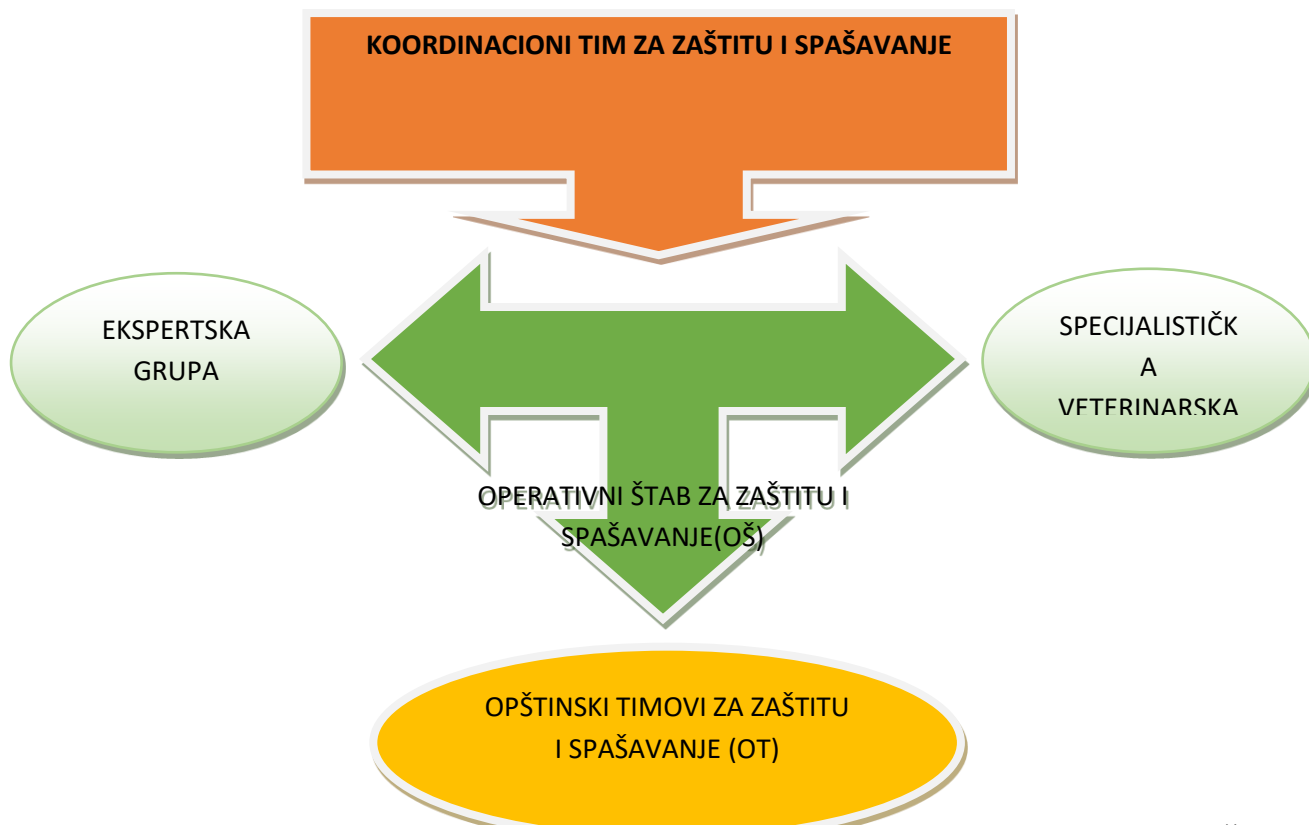 KOORDINACIONI TIM ZA ZAŠTITU I SPAŠAVANJE
EKSPERTSKA
GRUPA
SPECIJALISTIČK
A
VETERINARSKA
OPERATIVNI ŠTAB ZA ZAŠTITU I
SPAŠAVANJE(OŠ)
OPŠTINSKI TIMOVI ZA ZAŠTITU
I SPAŠAVANJE (OT)